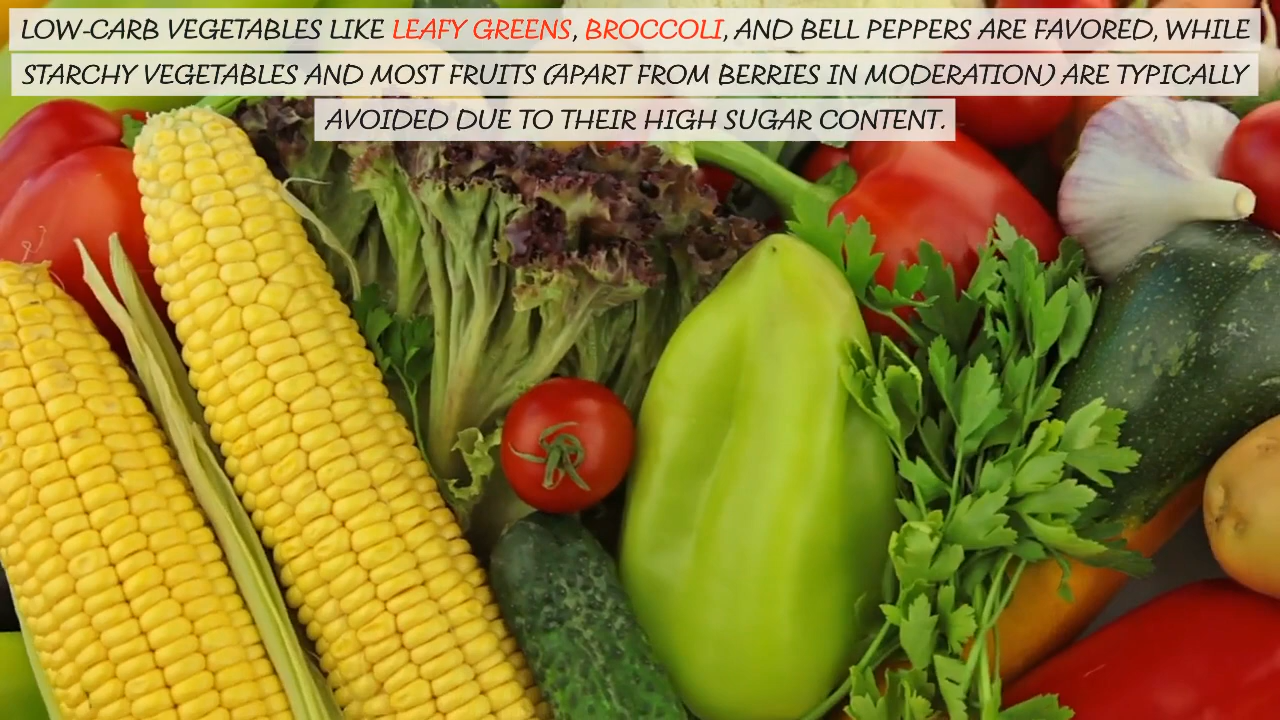 LOW-CARB VEGETABLES LIKE LEAFY GREENS, BROCCOLI, AND BELL PEPPERS ARE FAVORED, WHILE
STARCHY VEGETABLES AND MOST FRUITS (APART FROM BERRIES IN MODERATION) ARE TYPICALLY
AVOIDED DUE TO THEIR HIGH SUGAR CONTENT.